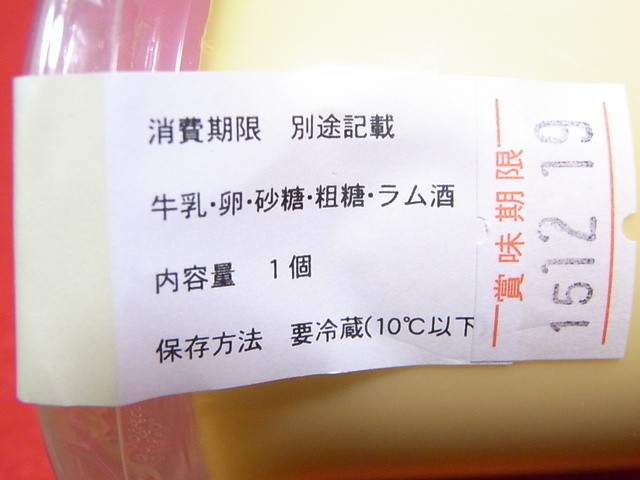 消費期限 別途記載
牛乳・卵・砂糖・粗糖・ラム酒
内容量 1個
保存方法 要冷蔵(10℃以下
賞味期限
1512 19